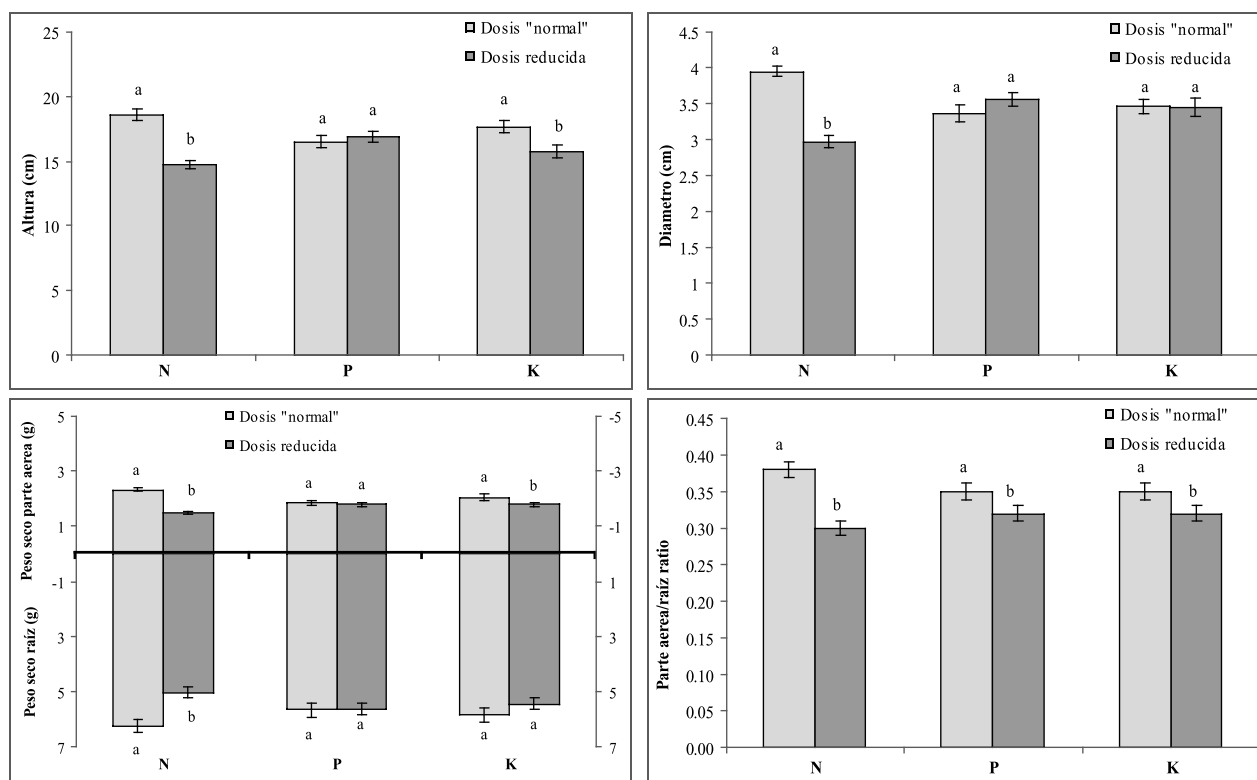 Dosis "normal"
Dosis reducida
Altura (cm)
25
20
15
10
5
0
a
b
a
a
a
b
N
P
K
Dosis "normal"
Dosis reducida
Diametro (cm)
4.5
4
3.5
3
2.5
2
1.5
1
0.5
0
a
b
a
a
a
a
N
P
K
Dosis "normal"
Dosis reducida
Peso seco parte aerea (g)
Peso seco raíz (g)
5
3
1
-1
3
5
7
-5
-3
-1
1
3
5
7
a
b
a
a
a
b
a
b
a
a
a
a
N
P
K
Dosis "normal"
Dosis reducida
Parte aerea/raíz ratio
0.45
0.40
0.35
0.30
0.25
0.20
0.15
0.10
0.05
0.00
a
b
a
b
a
b
N
P
K